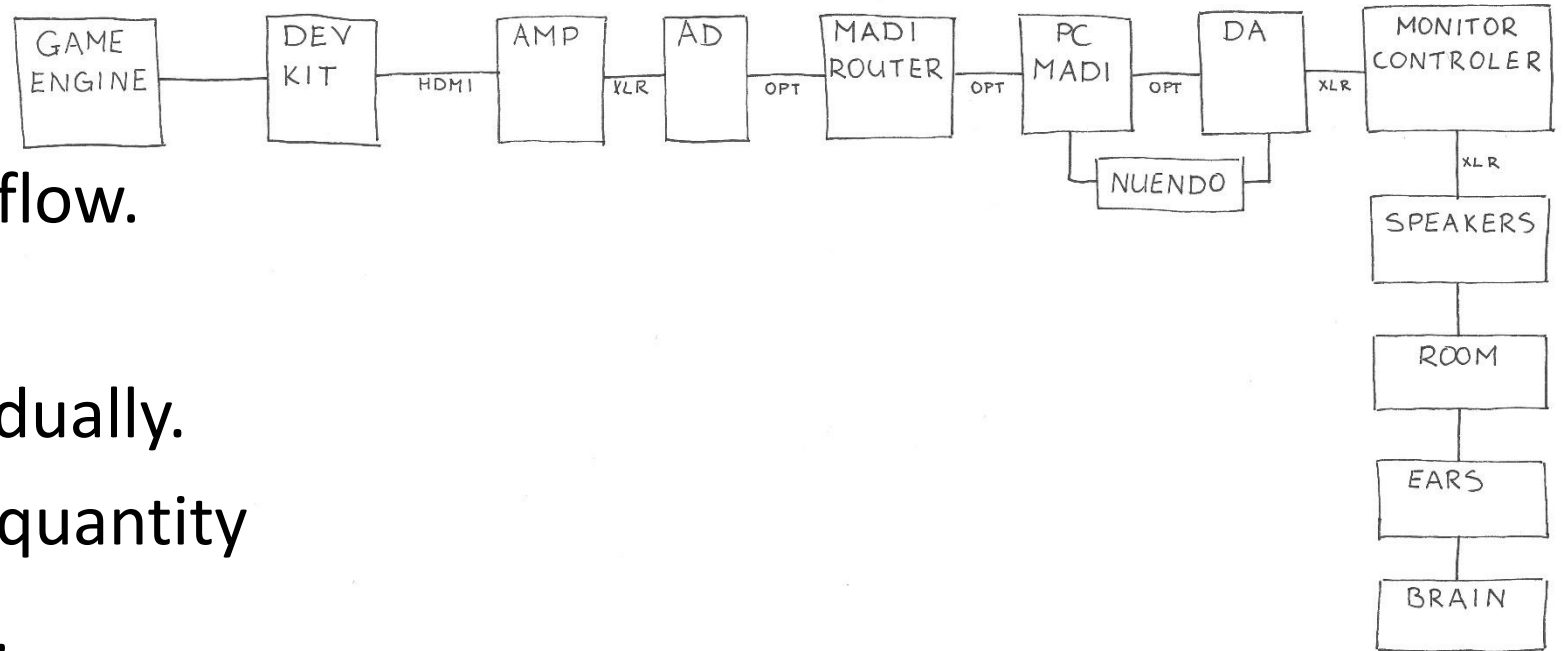 GAME
ENGINE
DEV
KIT
HDMI
AMP
XLR
AD
OPT
MADI
ROUTER
OPT
PC
MADI
OPT
DA
XLR
MONITOR
CONTROLER
NUENDO
XLR
SPEAKERS
ROOM
EARS
BRAIN
flow.
dually.
quantity